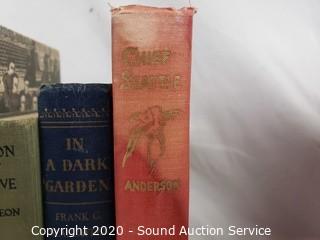 ON
VE
EON
IN
A DARK
GARDEN
FRANK G.
CHIEF
SEATTLE
ANDERSON
Copyright 2020 - Sound Auction Service